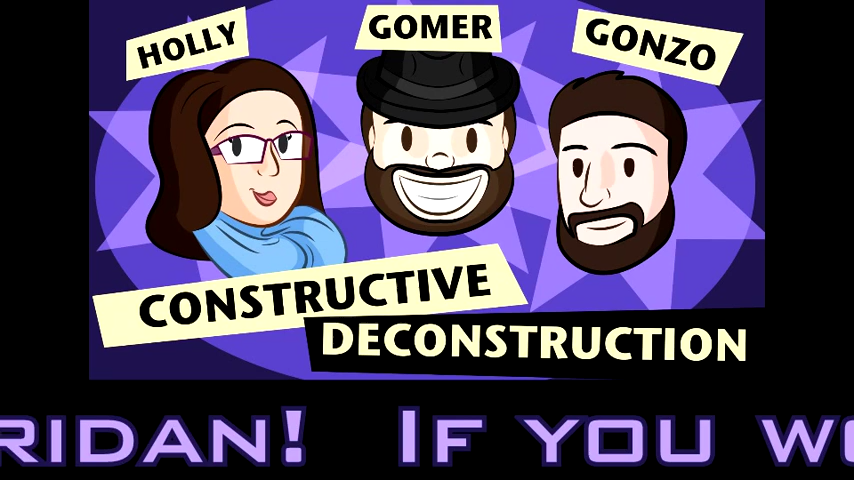 HOLLY
GOMER
GONZO
CONSTRUCTIVE
DECONSTRUCTION
RIDAN! IF YOU